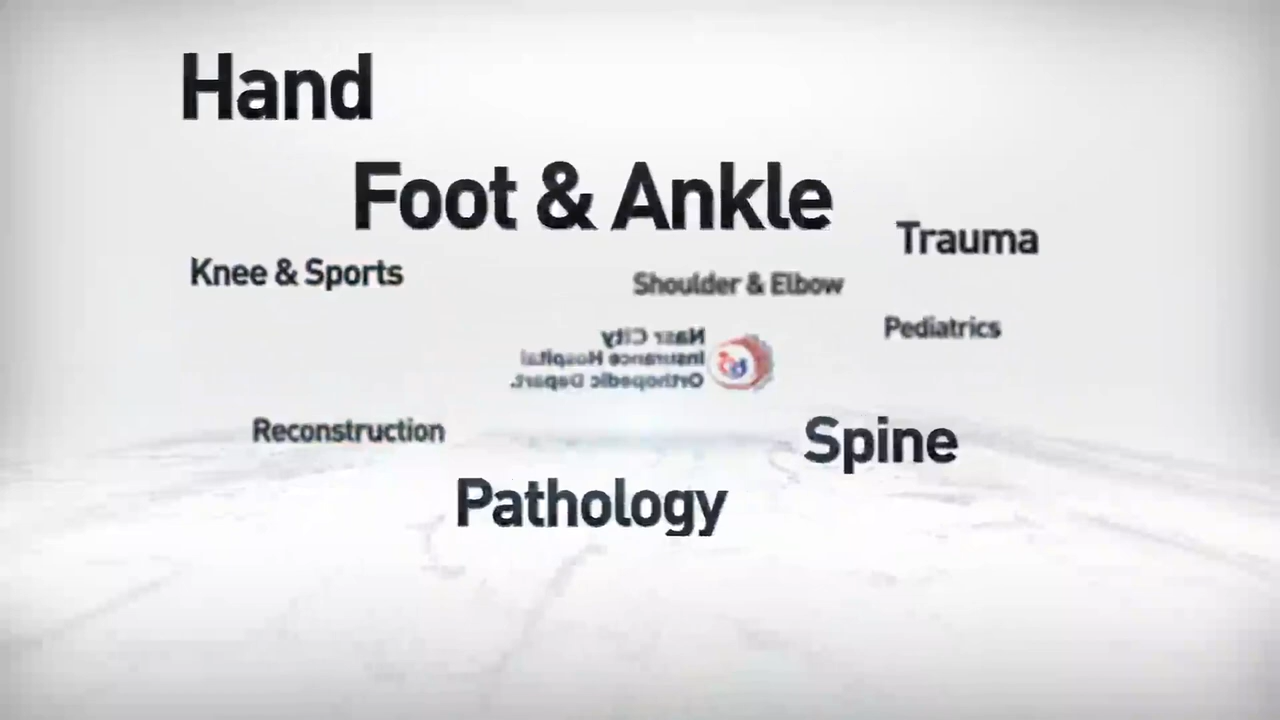 Hand
Foot & Ankle
Trauma
Knee & Sports
Shoulder & Elbow
Pediatrics
Nasr City
Insurance Hospital
Orthopedic Depart.
Reconstruction
Spine
Pathology